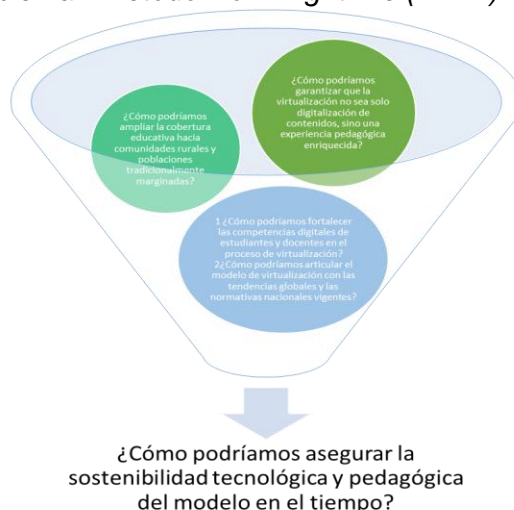 ¿Cómo podríamos
garantizar que la
virtualización no sea solo
digitalización de
contenidos, sino una
experiencia pedagógica
enriquecida?
¿Cómo podríamos
ampliar la cobertura
educativa hacia
comunidades rurales y
poblaciones
tradicionalmente
marginadas?
1¿Cómo podríamos fortalecer
las competencias digitales de
estudiantes y docentes en el
proceso de virtualización?
2¿Cómo podríamos articular el
modelo de virtualización con las
tendencias globales y las
normativas nacionales vigentes?
¿Cómo podríamos asegurar la
sostenibilidad tecnológica y pedagógica
del modelo en el tiempo?